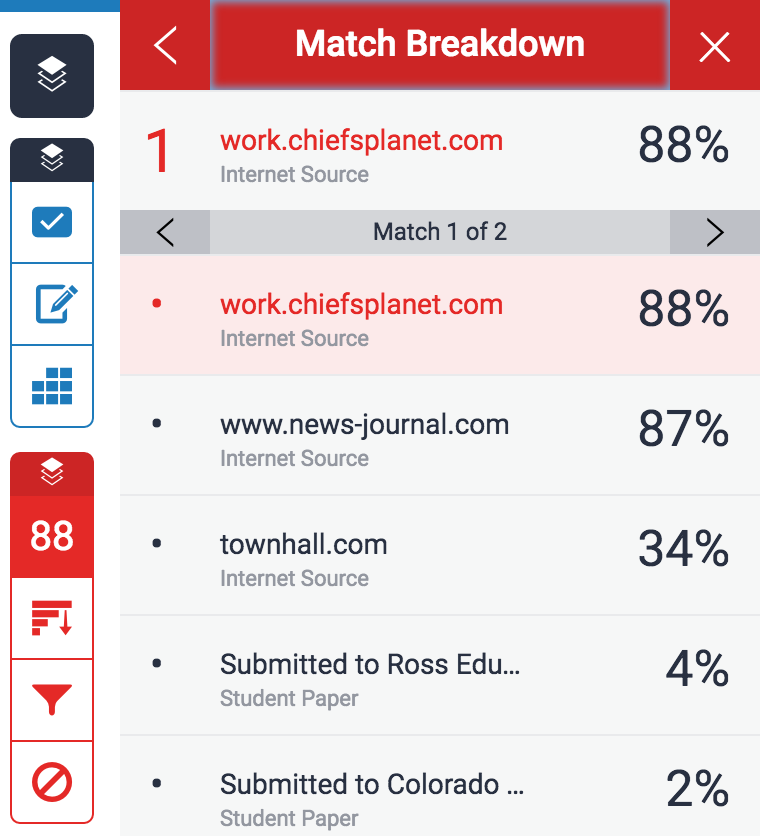 Match Breakdown
1
work.chiefsplanet.com
88%
Internet Source
Match 1 of 2
work.chiefsplanet.com
88%
Internet Source
www.news-journal.com
87%
Internet Source
88
townhall.com
34%
Internet Source
Submitted to Ross Edu...
4%
Student Paper
Submitted to Colorado ...
2%
Student Paper